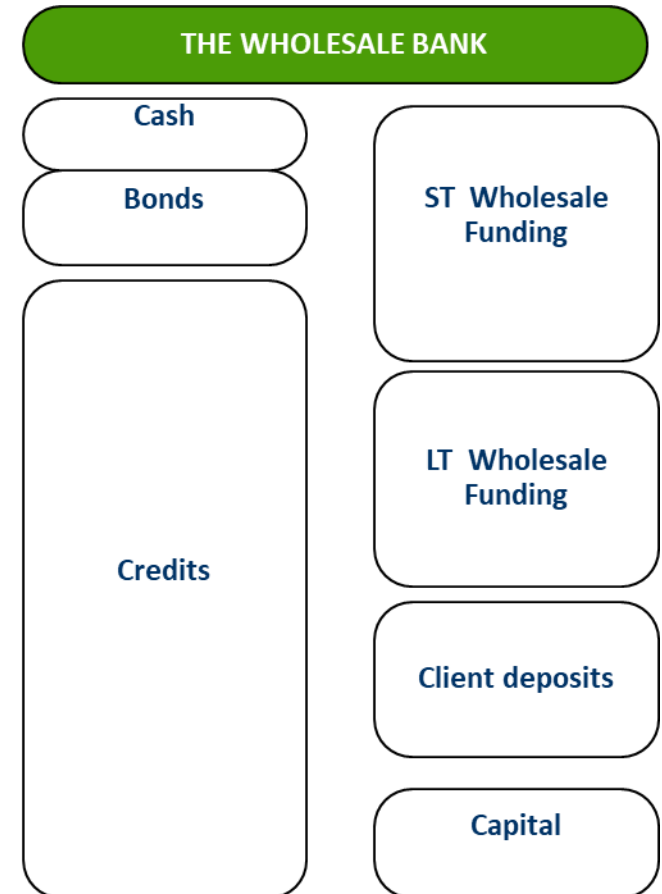 THE WHOLESALE BANK
Cash
Bonds
Credits
ST Wholesale
Funding
LT Wholesale
Funding
Client deposits
Capital